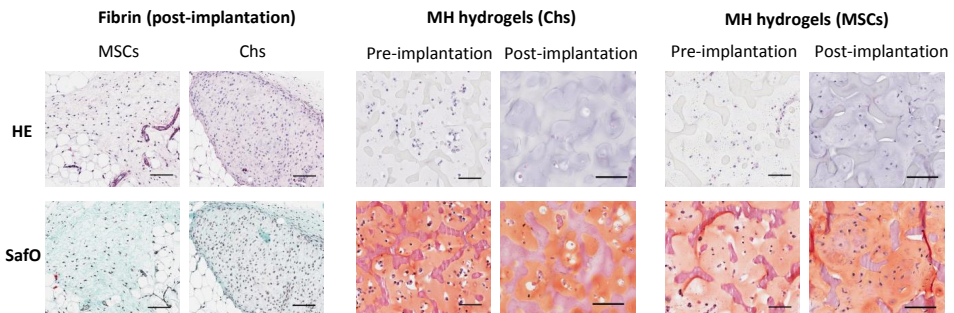 Fibrin (post-implantation)
MH hydrogels (Chs)
MH hydrogels (MSCs)
MSCs
Chs
Pre-implantation
Post-implantation
Pre-implantation
Post-implantation
HE
SafO